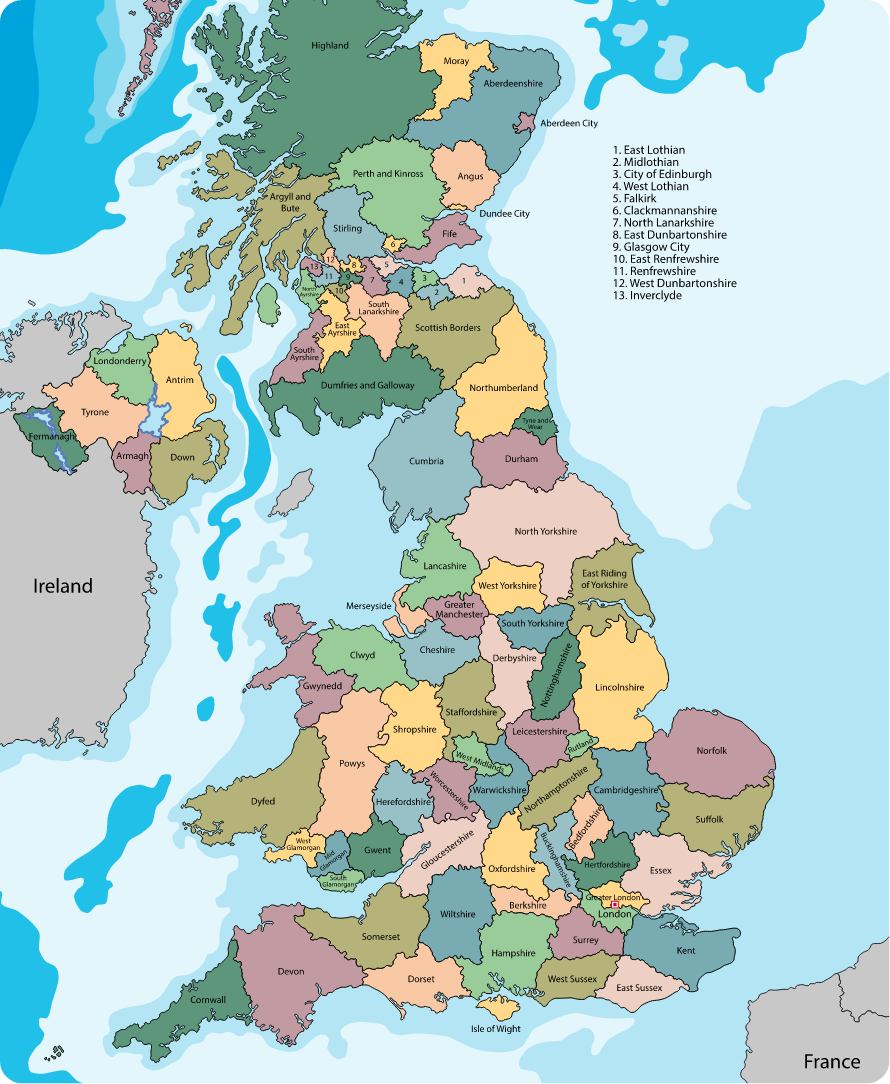 Highland
Moray
Aberdeenshire
Aberdeen City
1. East Lothian
2. Midlothian
3. City of Edinburgh
4. West Lothian
5. Falkirk
6. Clackmannanshire
7. North Lanarkshire
8. East Dunbartonshire
9. Glasgow City
10. East Renfrewshire
11. Renfrewshire
12. West Dunbartonshire
13. Inverclyde
Perth and Kinross
Angus
Argyll and
Bute
Dundee City
Stirling
Fife
6
12
13
8
5
11
9
7
4
3
1
10
2
North
Ayrshire
South
Lanarkshire
East
Ayrshire
Scottish Borders
South
Ayrshire
Londonderry
Antrim
Dumfries and Galloway
Northumberland
Tyrone
Tyne and
Wear
Fermanagh
Armagh
Down
Cumbria
Durham
North Yorkshire
Ireland
Lancashire
West Yorkshire
East Riding
of Yorkshire
Merseyside
Greater
Manchester
South Yorkshire
Clwyd
Cheshire
Derbyshire
Nottinghamshire
Lincolnshire
Gwynedd
Staffordshire
Shropshire
Leicestershire
Rutland
Norfolk
Powys
West Midlands
Dyfed
Herefordshire
Worcestershire
Warwickshire
Northamptonshire
Cambridgeshire
Suffolk
West
Glamorgan
Mid
Glamorgan
Gwent
Gloucestershire
Oxfordshire
Buckinghamshire
Bedfordshire
Hertfordshire
Essex
South
Glamorgan
Berkshire
Greater London
London
Wiltshire
Somerset
Hampshire
Surrey
Kent
Devon
Dorset
West Sussex
East Sussex
Cornwall
Isle of Wight
France